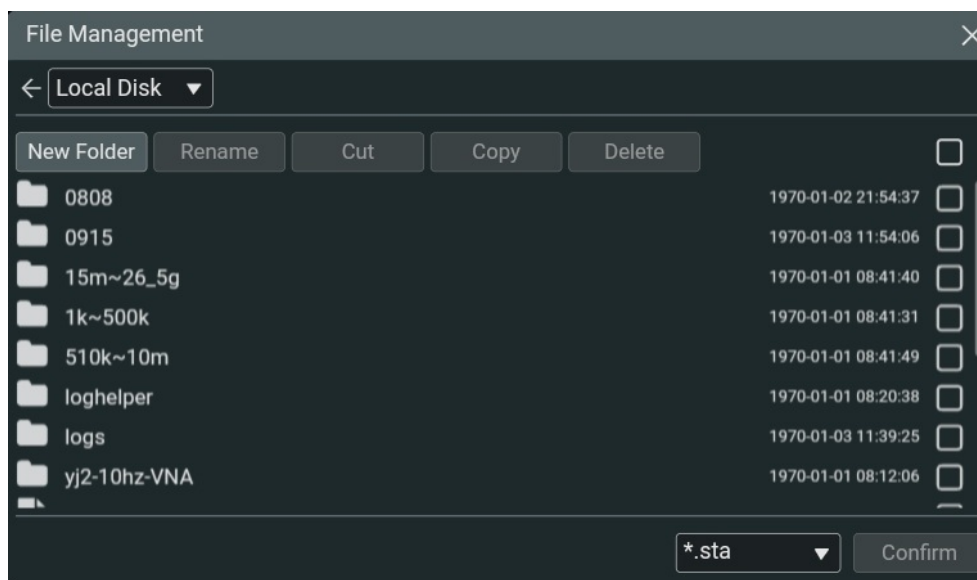 File Management
Local Disk
New Folder Rename Cut Copy Delete
0808 1970-01-02 21:54:37
0915 1970-01-03 11:54:06
15m~26_5g 1970-01-01 08:41:40
1k~500k 1970-01-01 08:41:31
510k~10m 1970-01-01 08:41:49
loghelper 1970-01-01 08:20:38
logs 1970-01-03 11:39:25
yj2-10hz-VNA 1970-01-01 08:12:06
*.sta Confirm